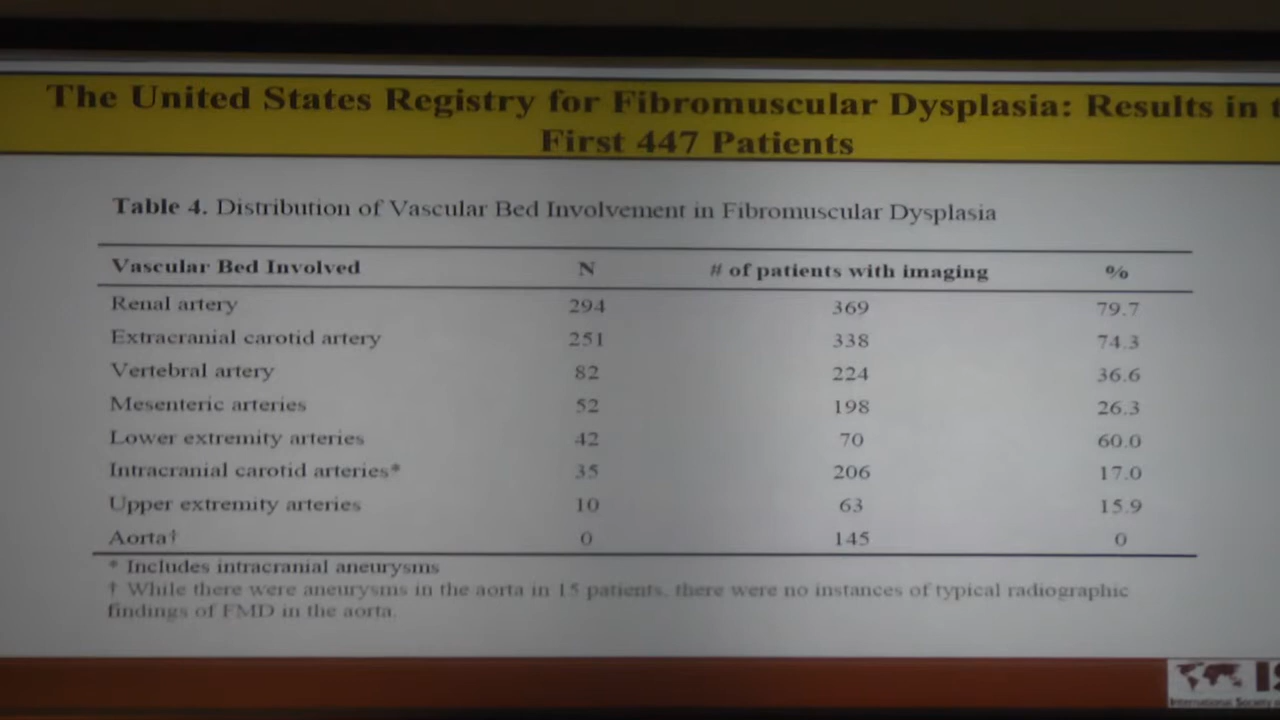 The United States Registry for Fibromuscular Dysplasia: Results in t
First 447 Patients
Table 4. Distribution of Vascular Bed Involvement in Fibromuscular Dysplasia
Vascular Bed Involved N # of patients with imaging %
Renal artery 294 369 79.7
Extracranial carotid artery 251 338 74.3
Vertebral artery 82 224 36.6
Mesenteric arteries 52 198 26.3
Lower extremity arteries 42 70 60.0
Intracranial carotid arteries* 35 206 17.0
Upper extremity arteries 10 63 15.9
Aorta† 0 145 0
* Includes intracranial aneurysms
† While there were aneurysms in the aorta in 15 patients, there were no instances of typical radiographic
findings of FMD in the aorta.
IS
International Society